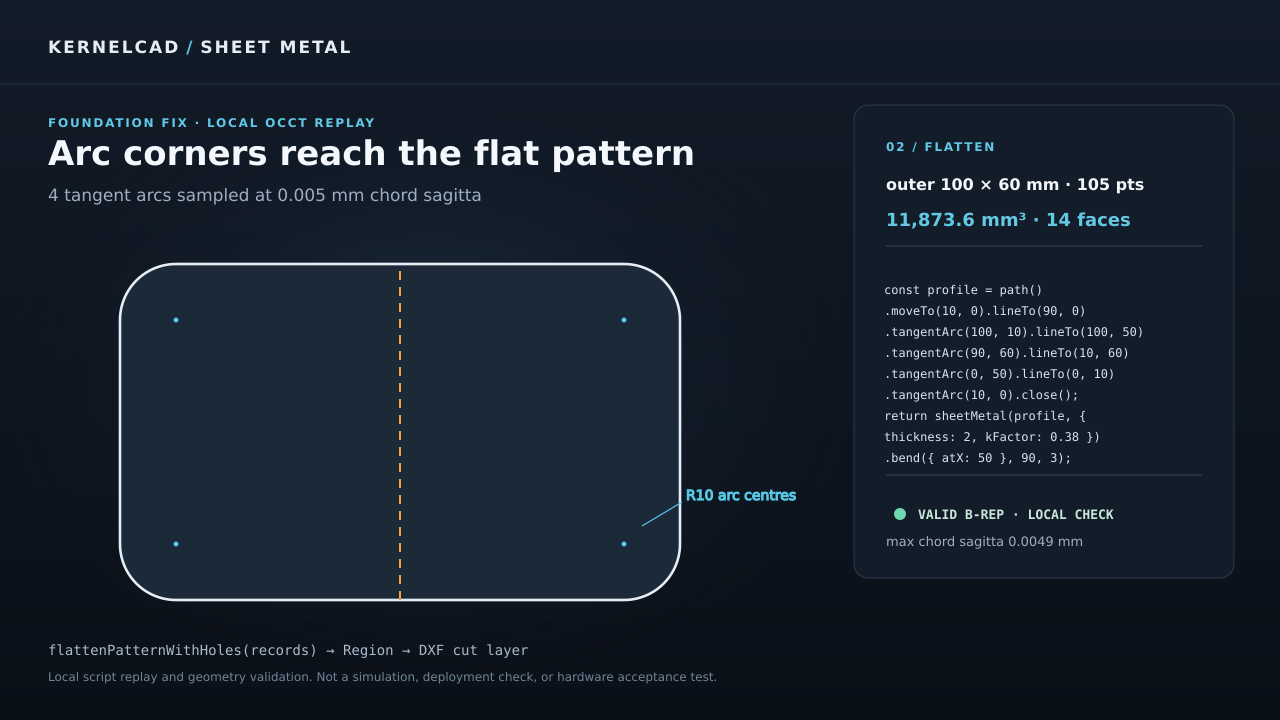 KERNELCAD / SHEET METAL
FOUNDATION FIX · LOCAL OCCT REPLAY
Arc corners reach the flat pattern
4 tangent arcs sampled at 0.005 mm chord sagitta
R10 arc centres
flattenPatternWithHoles(records) → Region → DXF cut layer
Local script replay and geometry validation. Not a simulation, deployment check, or hardware acceptance test.
02 / FLATTEN
outer 100 × 60 mm · 105 pts
11,873.6 mm³ · 14 faces
const profile = path()
.moveTo(10, 0).lineTo(90, 0)
.tangentArc(100, 10).lineTo(100, 50)
.tangentArc(90, 60).lineTo(10, 60)
.tangentArc(0, 50).lineTo(0, 10)
.tangentArc(10, 0).close();
return sheetMetal(profile, {
thickness: 2, kFactor: 0.38 })
.bend({ atX: 50 }, 90, 3);
VALID B-REP · LOCAL CHECK
max chord sagitta 0.0049 mm